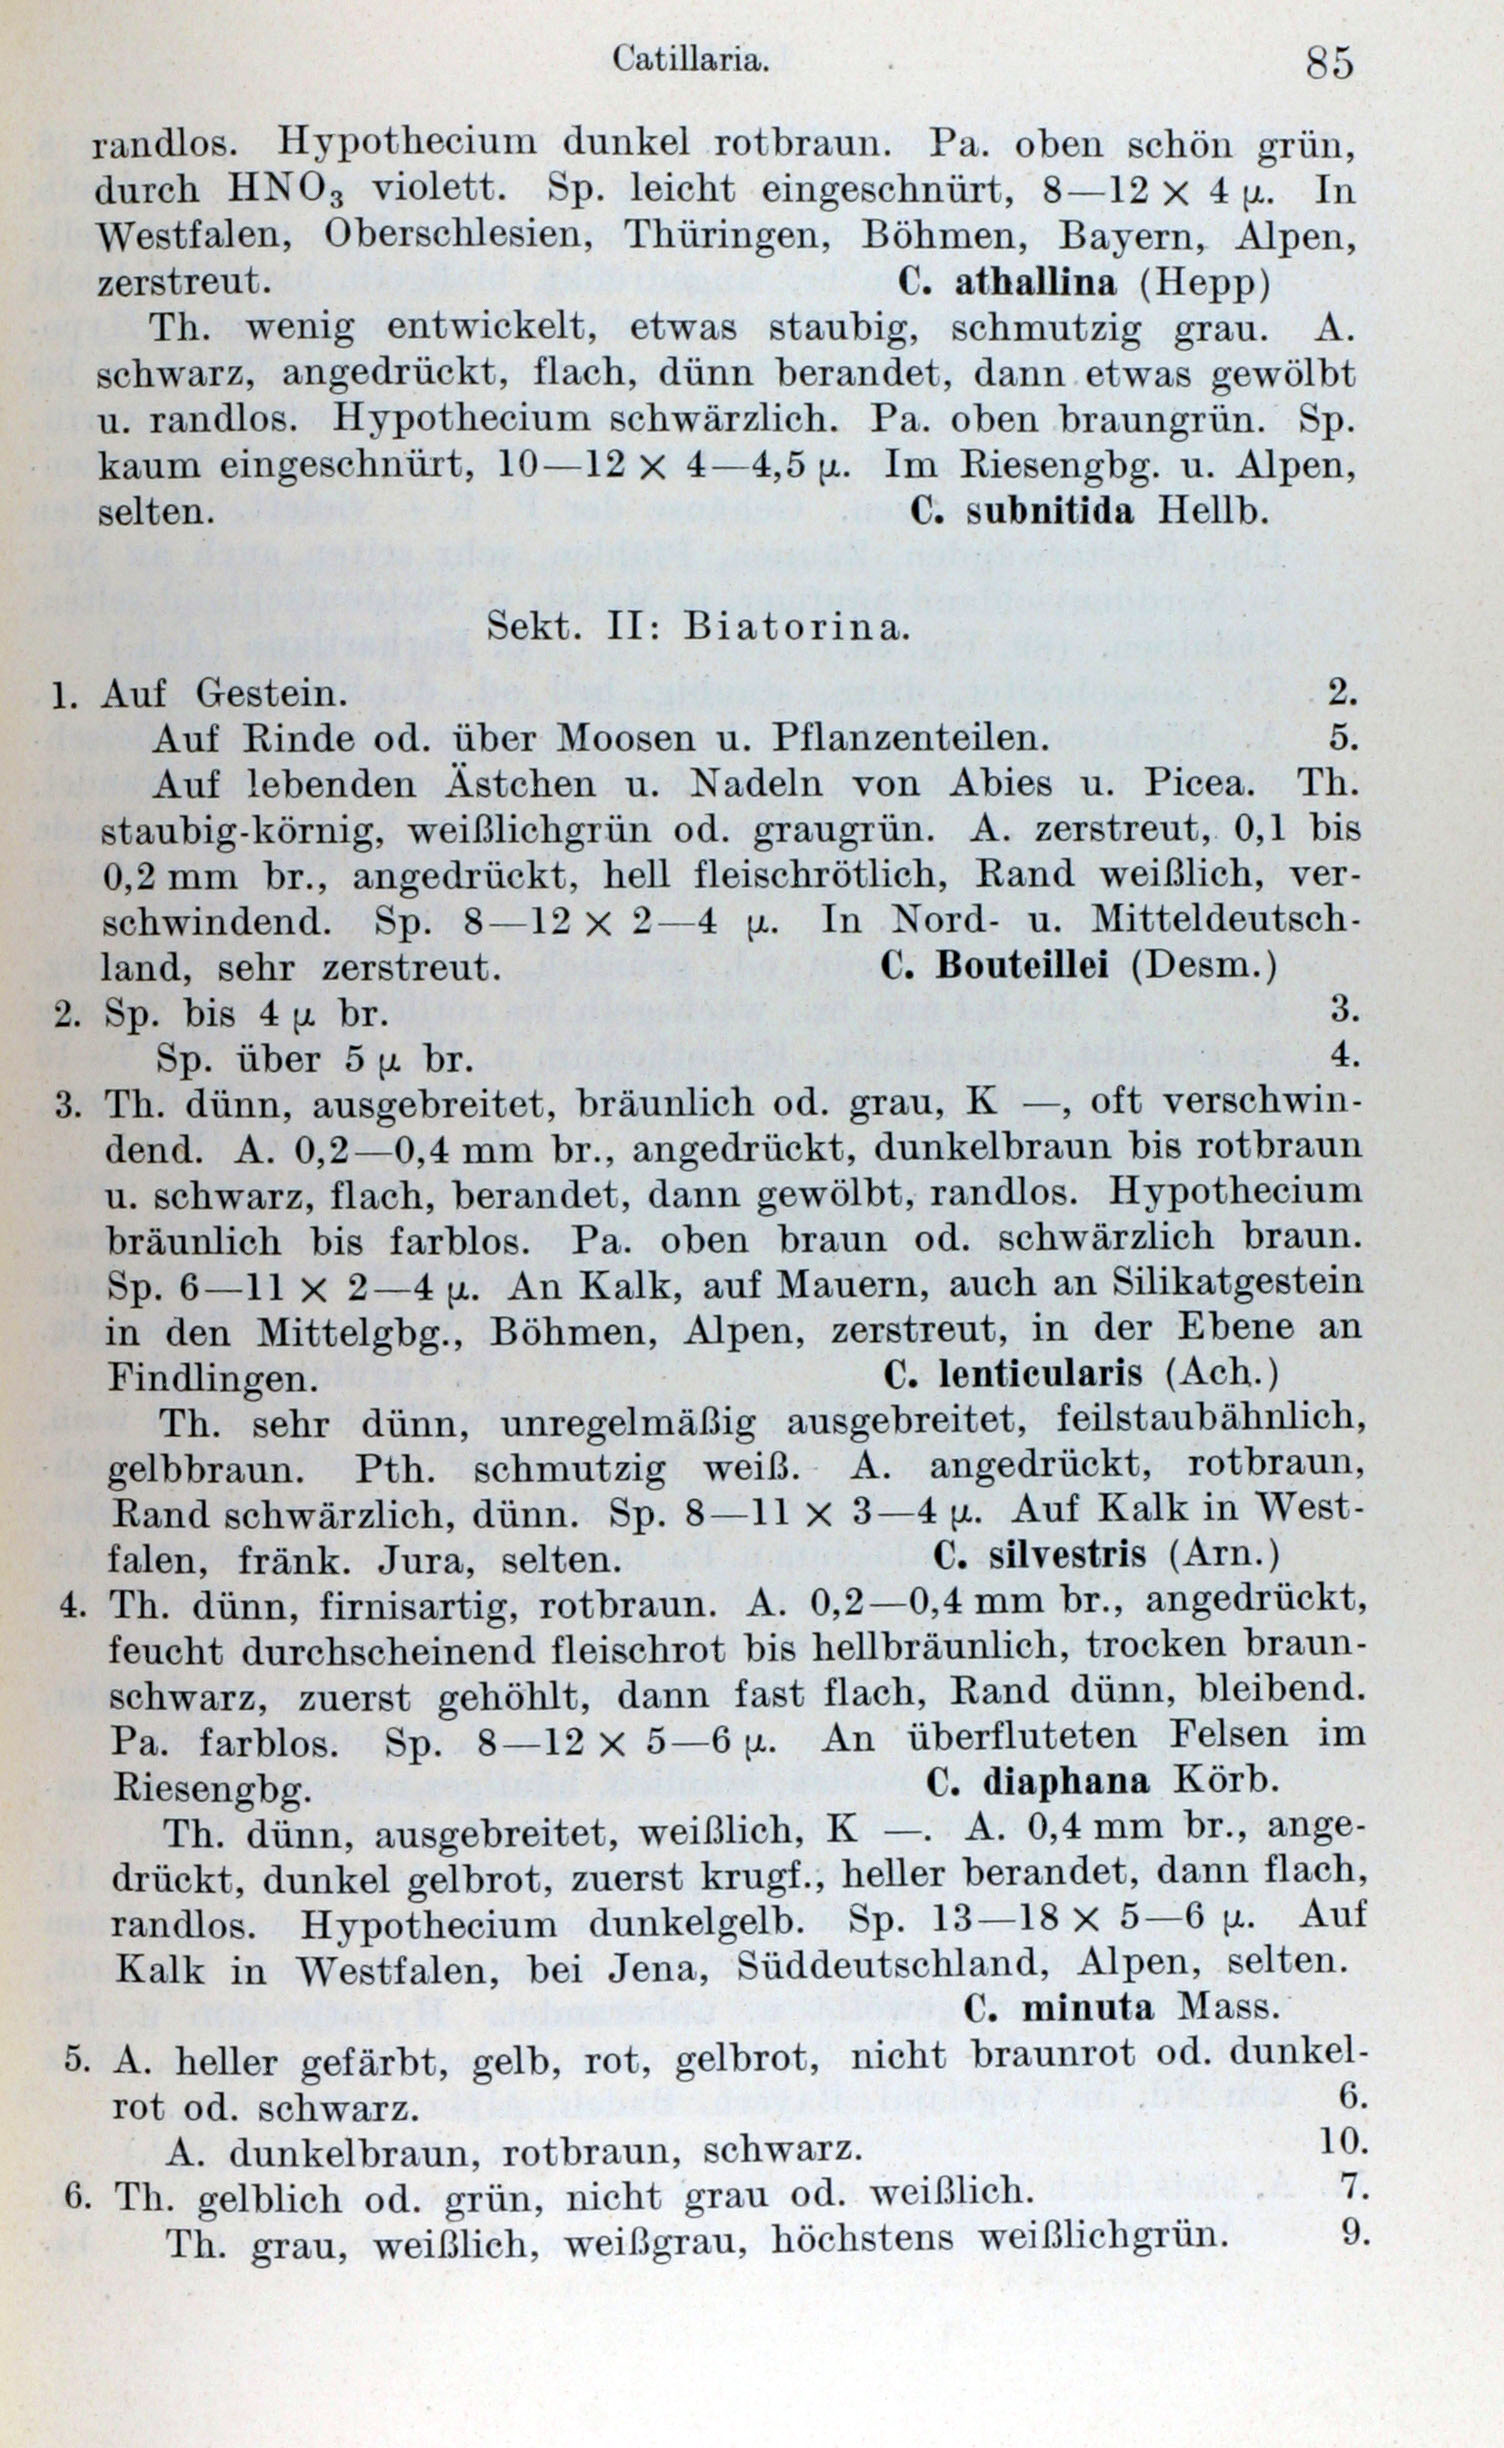 Catillaria. 85
randlos. Hypothecium dunkel rotbraun. Pa. oben schön grün,
durch HNO₃ violett. Sp. leicht eingeschnürt, 8—12 × 4 μ. In
Westfalen, Oberschlesien, Thüringen, Böhmen, Bayern, Alpen,
zerstreut. C. athallina (Hepp)
Th. wenig entwickelt, etwas staubig, schmutzig grau. A.
schwarz, angedrückt, flach, dünn berandet, dann etwas gewölbt
u. randlos. Hypothecium schwärzlich. Pa. oben braungrün. Sp.
kaum eingeschnürt, 10—12 × 4—4,5 μ. Im Riesengbg. u. Alpen,
selten. C. subnitida Hellb.
Sekt. II: Biatorina.
1. Auf Gestein. 2.
Auf Rinde od. über Moosen u. Pflanzenteilen. 5.
Auf lebenden Ästchen u. Nadeln von Abies u. Picea. Th.
staubig-körnig, weißlichgrün od. graugrün. A. zerstreut, 0,1 bis
0,2 mm br., angedrückt, hell fleischrötlich, Rand weißlich, ver-
schwindend. Sp. 8—12 × 2—4 μ. In Nord- u. Mitteldeutsch-
land, sehr zerstreut. C. Bouteillei (Desm.)
2. Sp. bis 4 μ br. 3.
Sp. über 5 μ br. 4.
3. Th. dünn, ausgebreitet, bräunlich od. grau, K —, oft verschwin-
dend. A. 0,2—0,4 mm br., angedrückt, dunkelbraun bis rotbraun
u. schwarz, flach, berandet, dann gewölbt, randlos. Hypothecium
bräunlich bis farblos. Pa. oben braun od. schwärzlich braun.
Sp. 6—11 × 2—4 μ. An Kalk, auf Mauern, auch an Silikatgestein
in den Mittelgbg., Böhmen, Alpen, zerstreut, in der Ebene an
Findlingen. C. lenticularis (Ach.)
Th. sehr dünn, unregelmäßig ausgebreitet, feilstaubähnlich,
gelbbraun. Pth. schmutzig weiß. A. angedrückt, rotbraun,
Rand schwärzlich, dünn. Sp. 8—11 × 3—4 μ. Auf Kalk in West-
falen, fränk. Jura, selten. C. silvestris (Arn.)
4. Th. dünn, firnisartig, rotbraun. A. 0,2—0,4 mm br., angedrückt,
feucht durchscheinend fleischrot bis hellbräunlich, trocken braun-
schwarz, zuerst gehöhlt, dann fast flach, Rand dünn, bleibend.
Pa. farblos. Sp. 8—12 × 5—6 μ. An überfluteten Felsen im
Riesengbg. C. diaphana Körb.
Th. dünn, ausgebreitet, weißlich, K —. A. 0,4 mm br., ange-
drückt, dunkel gelbrot, zuerst krugf., heller berandet, dann flach,
randlos. Hypothecium dunkelgelb. Sp. 13—18 × 5—6 μ. Auf
Kalk in Westfalen, bei Jena, Süddeutschland, Alpen, selten.
C. minuta Mass.
5. A. heller gefärbt, gelb, rot, gelbrot, nicht braunrot od. dunkel-
rot od. schwarz. 6.
A. dunkelbraun, rotbraun, schwarz. 10.
6. Th. gelblich od. grün, nicht grau od. weißlich. 7.
Th. grau, weißlich, weißgrau, höchstens weißlichgrün. 9.